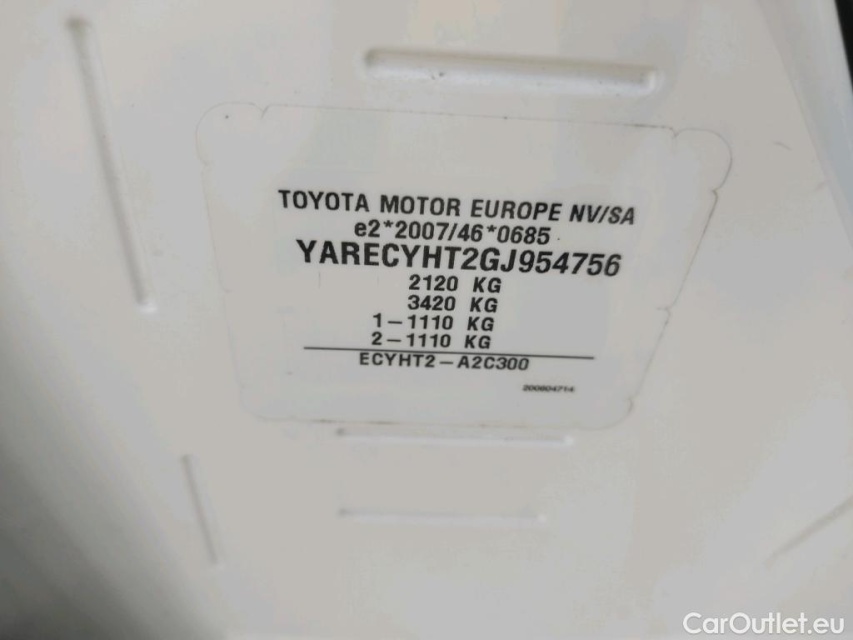 TOYOTA MOTOR EUROPE NV/SA
e2*2007/46*0685
YARECYHT2GJ954756
2120 KG
3420 KG
1-1110 KG
2-1110 KG
ECYHT2-A2C300
200804714
CarOutlet.eu